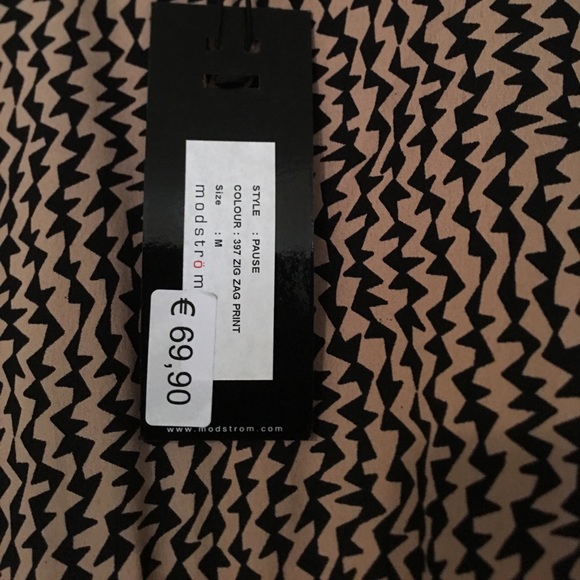 STYLE : PAUSE
COLOUR : 397 ZIG ZAG PRINT
Size : M
modström
€ 69,90
www.modstrom.com